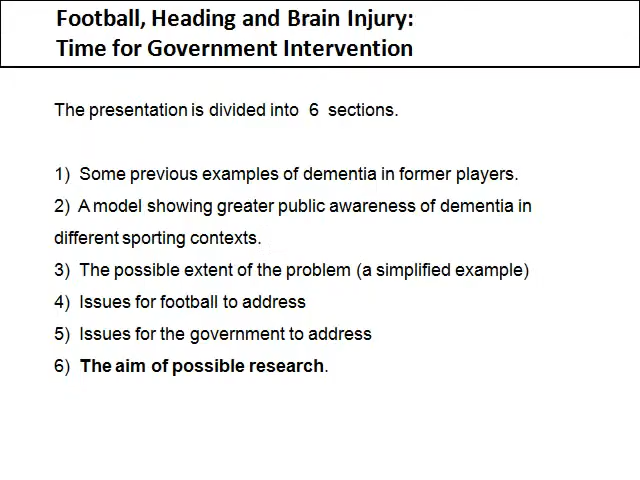 Football, Heading and Brain Injury:
Time for Government Intervention
The presentation is divided into 6 sections.
1) Some previous examples of dementia in former players.
2) A model showing greater public awareness of dementia in
different sporting contexts.
3) The possible extent of the problem (a simplified example)
4) Issues for football to address
5) Issues for the government to address
6) The aim of possible research.